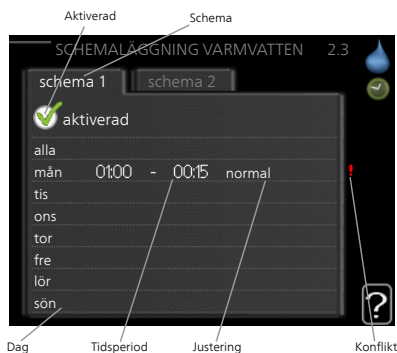 Aktiverad Schema
SCHEMALÄGGNING VARMVATTEN 2.3
schema 1 schema 2
aktiverad
alla
mån 01:00 - 00:15 normal !
tis
ons
tor
fre
lör
sön
?
Dag Tidsperiod Justering Konflikt